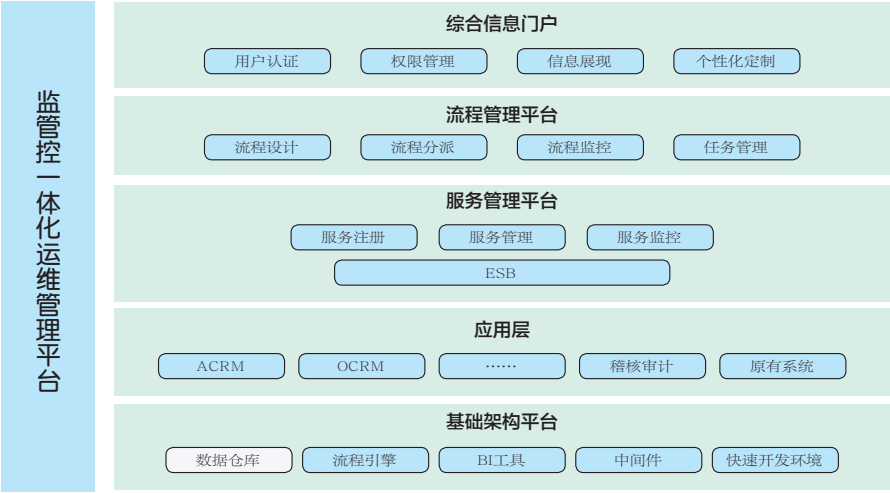 监管控一体化运维管理平台
综合信息门户
用户认证 权限管理 信息展现 个性化定制
流程管理平台
流程设计 流程分派 流程监控 任务管理
服务管理平台
服务注册 服务管理 服务监控
ESB
应用层
ACRM OCRM …… 稽核审计 原有系统
基础架构平台
数据仓库 流程引擎 BI工具 中间件 快速开发环境